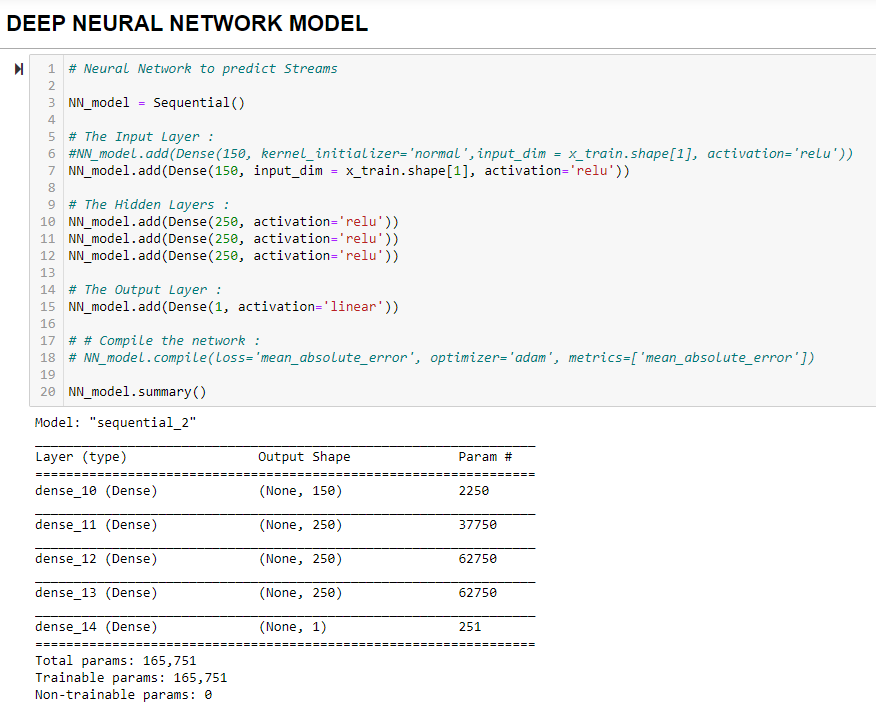 DEEP NEURAL NETWORK MODEL
1 # Neural Network to predict Streams
2
3 NN_model = Sequential()
4
5 # The Input Layer :
6 #NN_model.add(Dense(150, kernel_initializer='normal',input_dim = x_train.shape[1], activation='relu'))
7 NN_model.add(Dense(150, input_dim = x_train.shape[1], activation='relu'))
8
9 # The Hidden Layers :
10 NN_model.add(Dense(250, activation='relu'))
11 NN_model.add(Dense(250, activation='relu'))
12 NN_model.add(Dense(250, activation='relu'))
13
14 # The Output Layer :
15 NN_model.add(Dense(1, activation='linear'))
16
17 # # Compile the network :
18 # NN_model.compile(loss='mean_absolute_error', optimizer='adam', metrics=['mean_absolute_error'])
19
20 NN_model.summary()
Model: "sequential_2"
_________________________________________________________________
Layer (type) Output Shape Param #
=================================================================
dense_10 (Dense) (None, 150) 2250
_________________________________________________________________
dense_11 (Dense) (None, 250) 37750
_________________________________________________________________
dense_12 (Dense) (None, 250) 62750
_________________________________________________________________
dense_13 (Dense) (None, 250) 62750
_________________________________________________________________
dense_14 (Dense) (None, 1) 251
=================================================================
Total params: 165,751
Trainable params: 165,751
Non-trainable params: 0